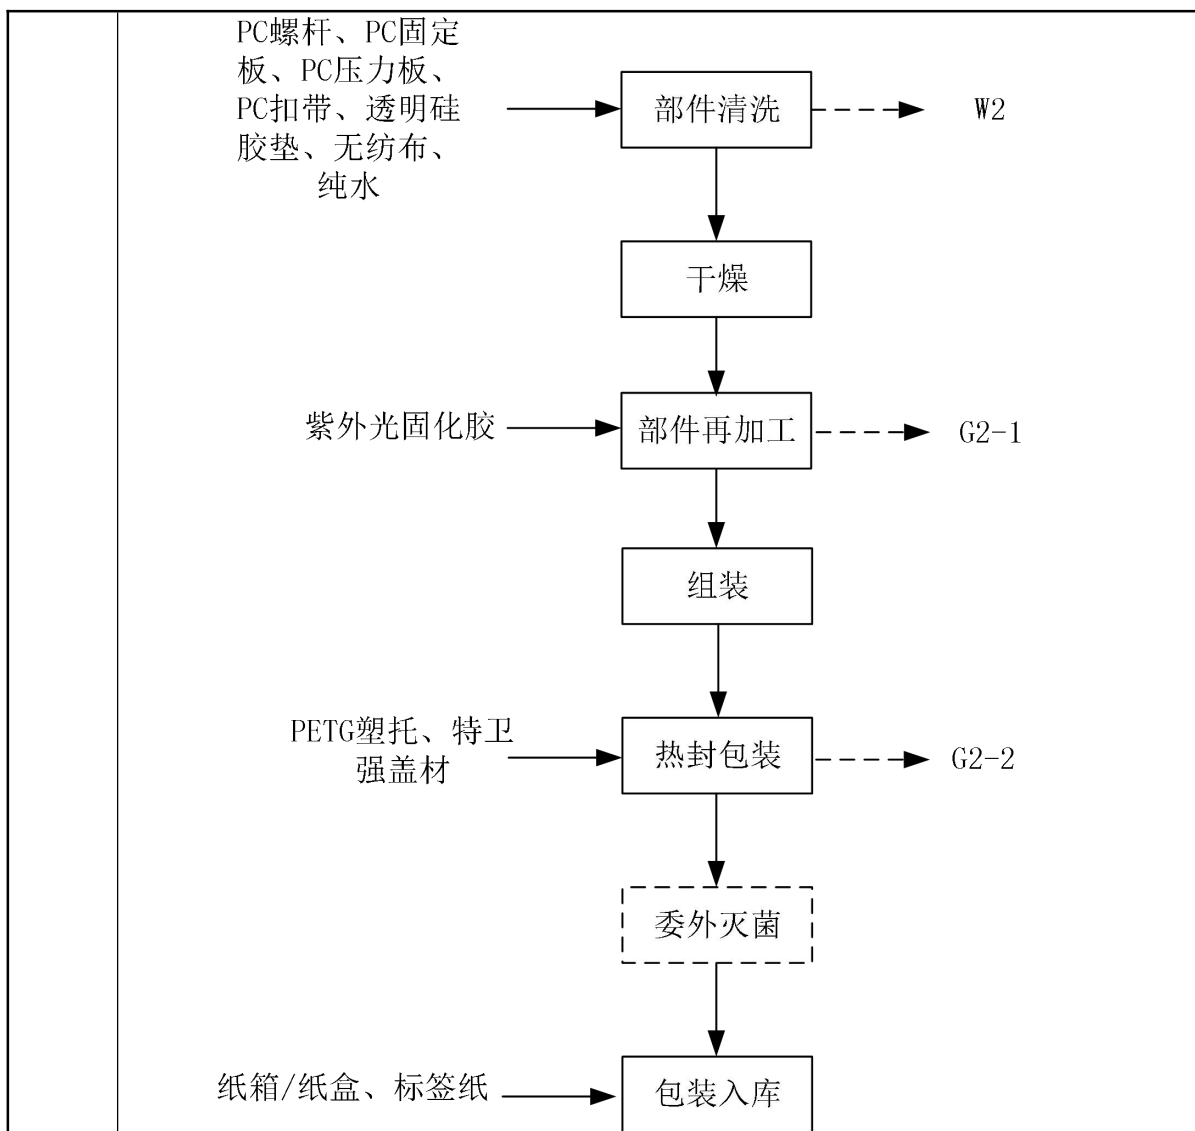 PC螺杆、PC固定
板、PC压力板、
PC扣带、透明硅
胶垫、无纺布、
纯水
部件清洗
W2
干燥
紫外光固化胶
部件再加工
G2-1
组装
PETG塑托、特卫
强盖材
热封包装
G2-2
委外灭菌
纸箱/纸盒、标签纸
包装入库